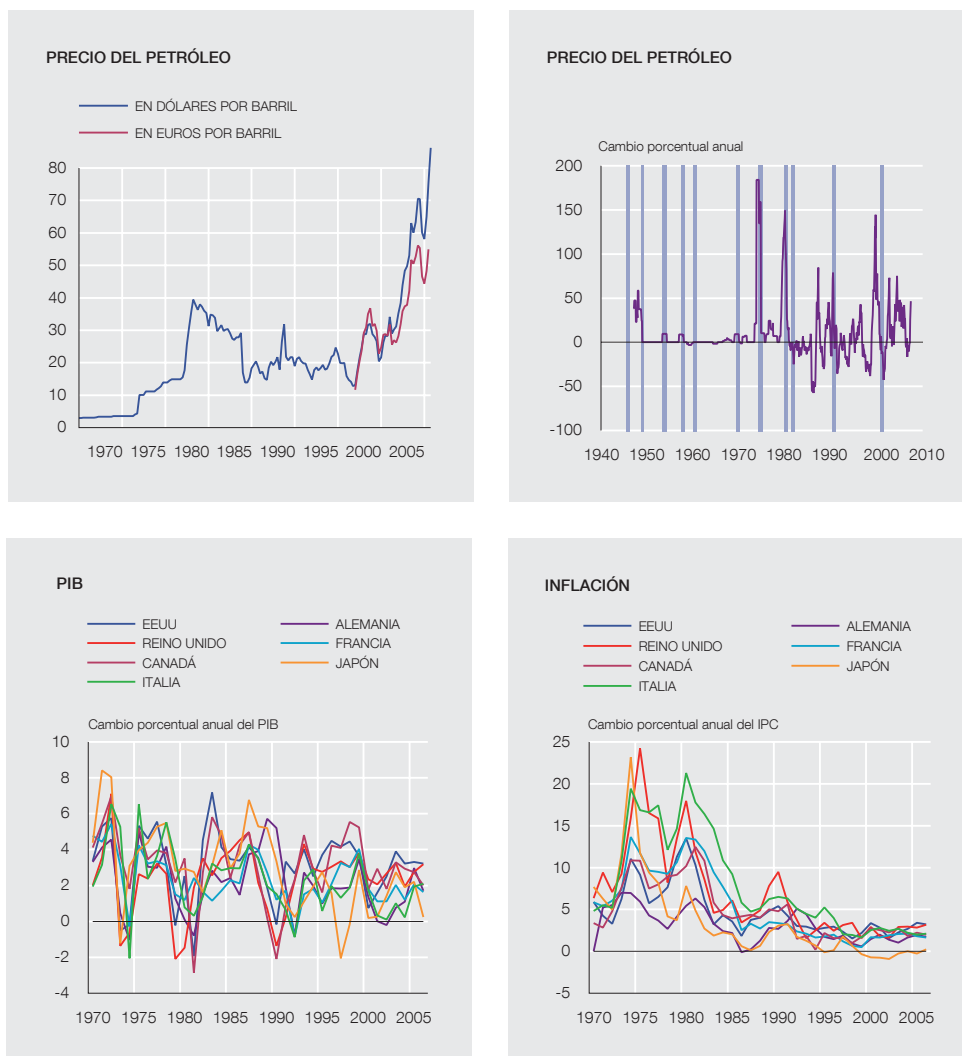 PRECIO DEL PETRÓLEO
EN DÓLARES POR BARRIL
EN EUROS POR BARRIL
80
70
60
50
40
30
20
10
0
1970 1975 1980 1985 1990 1995 2000 2005
PRECIO DEL PETRÓLEO
Cambio porcentual anual
200
150
100
50
0
-50
-100
1940 1950 1960 1970 1980 1990 2000 2010
PIB
EEUU
REINO UNIDO
CANADÁ
ITALIA
ALEMANIA
FRANCIA
JAPÓN
Cambio porcentual anual del PIB
10
8
6
4
2
0
-2
-4
1970 1975 1980 1985 1990 1995 2000 2005
INFLACIÓN
EEUU
REINO UNIDO
CANADÁ
ITALIA
ALEMANIA
FRANCIA
JAPÓN
Cambio porcentual anual del IPC
25
20
15
10
5
0
-5
1970 1975 1980 1985 1990 1995 2000 2005